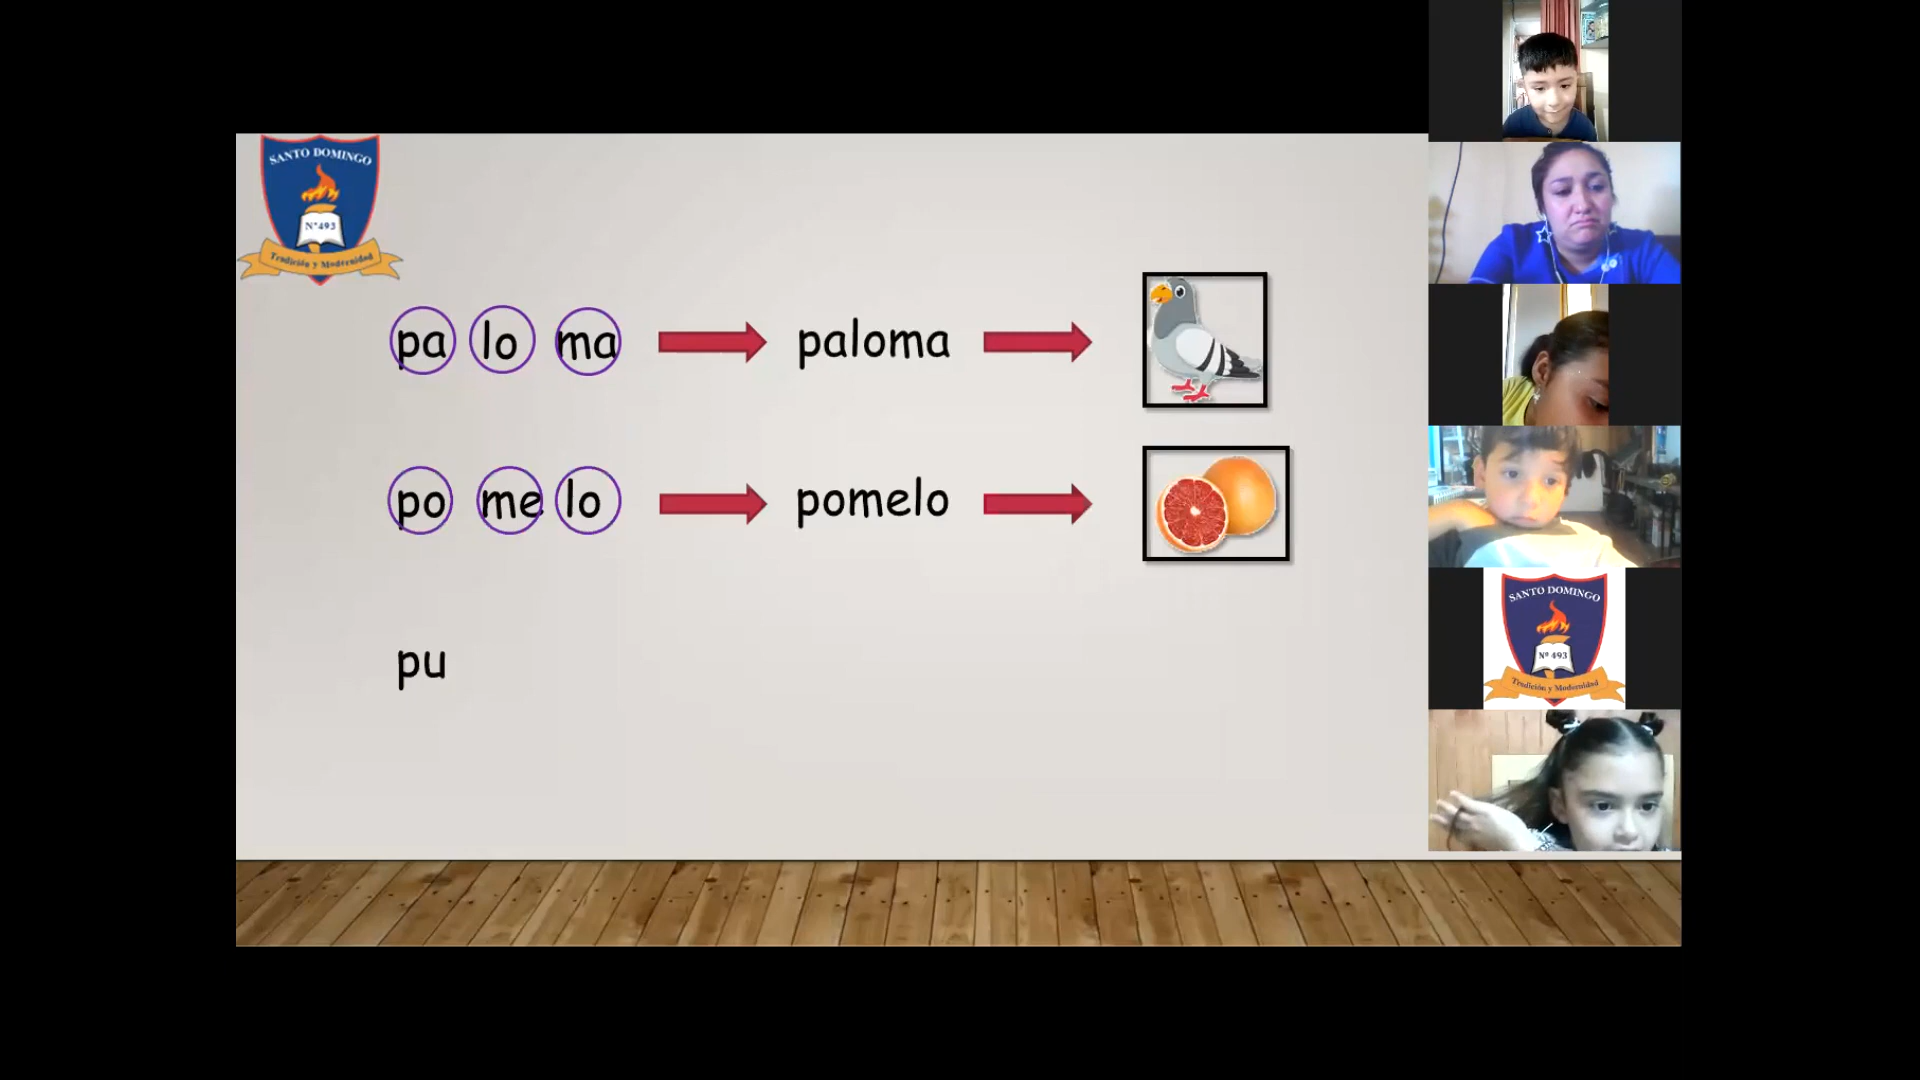 SANTO DOMINGO
N°493
Tradición y Modernidad
pa lo ma paloma
po me lo pomelo
pu
SANTO DOMINGO
Nº 493
Tradición y Modernidad